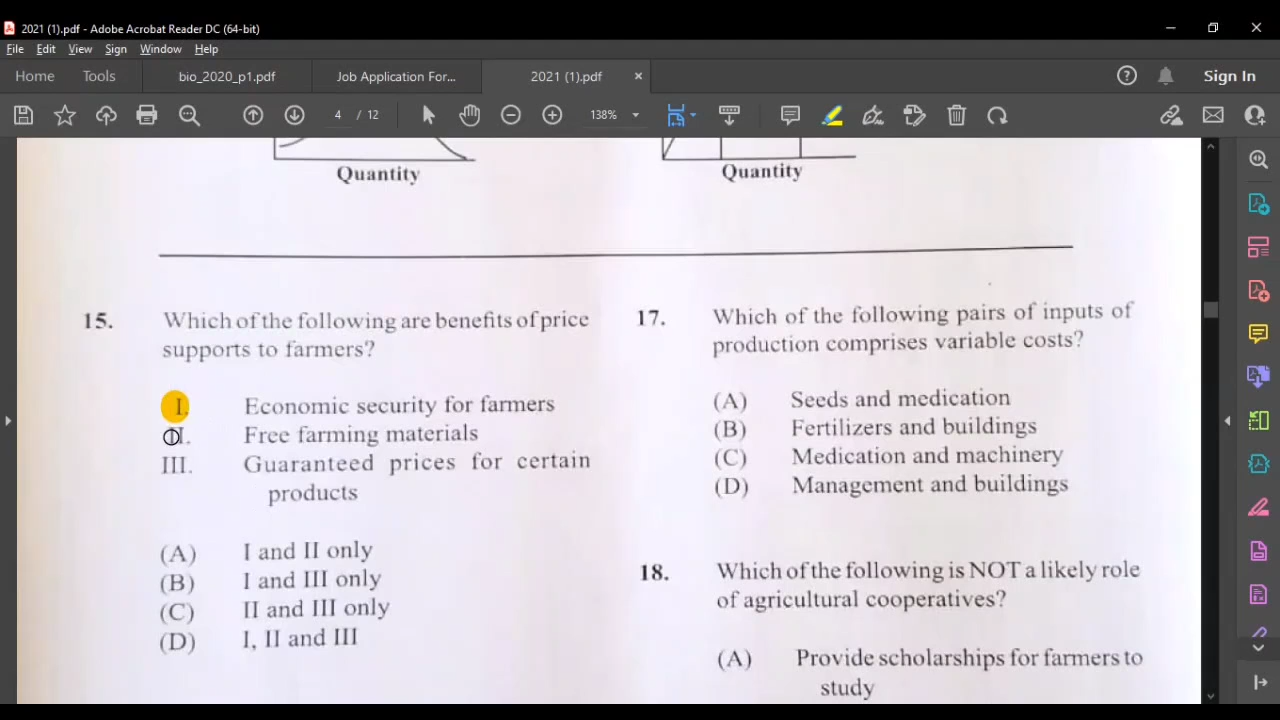 2021 (1).pdf - Adobe Acrobat Reader DC (64-bit)
File Edit View Sign Window Help
Home Tools bio_2020_p1.pdf Job Application For... 2021 (1).pdf × Sign In
4 / 12 138%
Quantity Quantity
15. Which of the following are benefits of price
supports to farmers?
I. Economic security for farmers
II. Free farming materials
III. Guaranteed prices for certain
products
(A) I and II only
(B) I and III only
(C) II and III only
(D) I, II and III
17. Which of the following pairs of inputs of
production comprises variable costs?
(A) Seeds and medication
(B) Fertilizers and buildings
(C) Medication and machinery
(D) Management and buildings
18. Which of the following is NOT a likely role
of agricultural cooperatives?
(A) Provide scholarships for farmers to
study